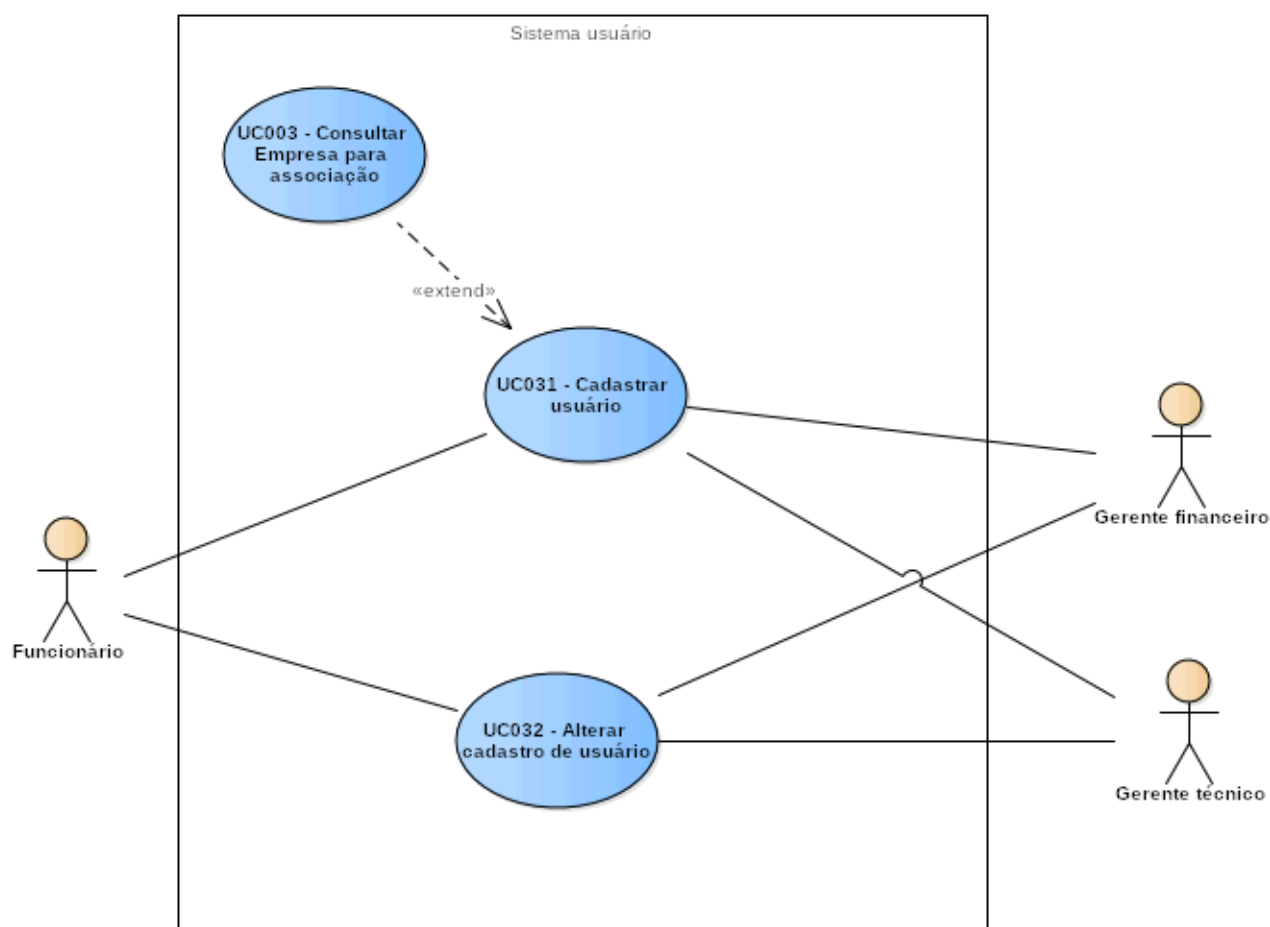 Sistema usuário
UC003 - Consultar
Empresa para
associação
«extend»
UC031 - Cadastrar
usuário
Gerente financeiro
Funcionário
UC032 - Alterar
cadastro de usuário
Gerente técnico